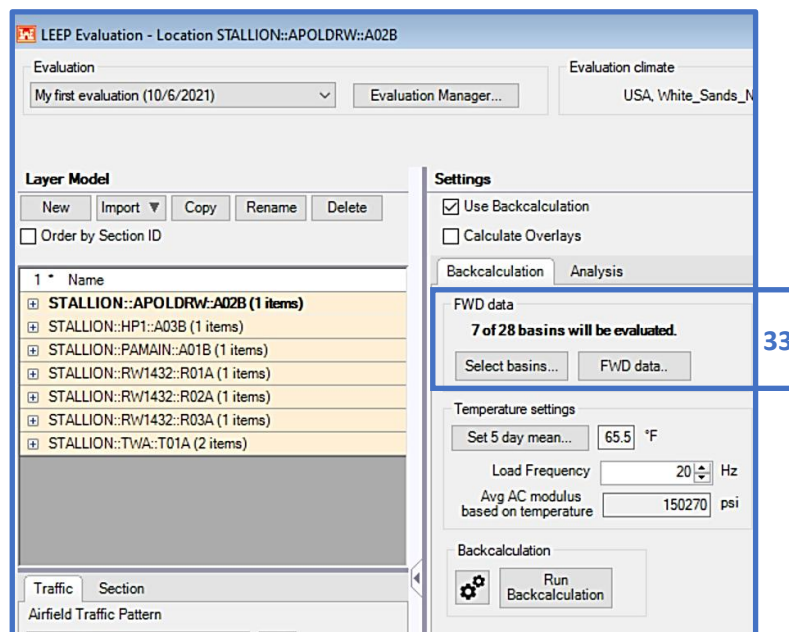 LEEP Evaluation - Location STALLION::APOLDRW::A02B
Evaluation
My first evaluation (10/6/2021)
Evaluation Manager...
Evaluation climate
USA, White_Sands_N
Layer Model
New
Import
Copy
Rename
Delete
Order by Section ID
1 * Name
STALLION::APOLDRW::A02B (1 items)
STALLION::HP1::A03B (1 items)
STALLION::PAMAIN::A01B (1 items)
STALLION::RW1432::R01A (1 items)
STALLION::RW1432::R02A (1 items)
STALLION::RW1432::R03A (1 items)
STALLION::TWA::T01A (2 items)
Traffic
Section
Airfield Traffic Pattern
Settings
Use Backcalculation
Calculate Overlays
Backcalculation
Analysis
FWD data
7 of 28 basins will be evaluated.
Select basins...
FWD data..
33
Temperature settings
Set 5 day mean...
65.5 °F
Load Frequency
20 Hz
Avg AC modulus
based on temperature
150270 psi
Backcalculation
Run
Backcalculation